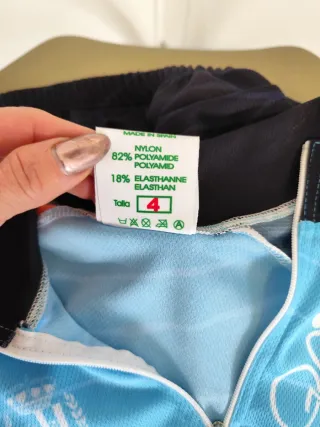 MADE IN SPAIN
NYLON
82% POLYAMIDE
POLYAMID
18% ELASTHANNE
ELASTHAN
Talla 4